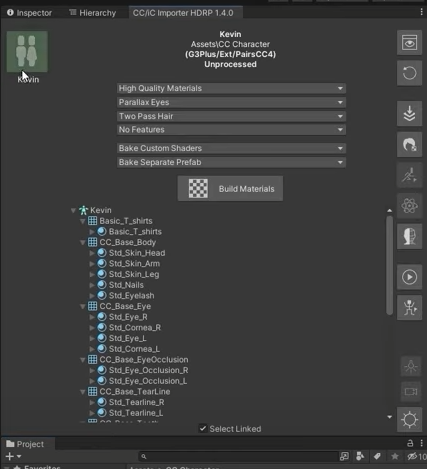 Inspector
Hierarchy
CC/iC Importer HDRP 1.4.0
Kevin
Kevin
Assets\CC Character
(G3Plus/Ext/PairsCC4)
Unprocessed
High Quality Materials
Parallax Eyes
Two Pass Hair
No Features
Bake Custom Shaders
Bake Separate Prefab
Build Materials
Kevin
Basic_T_shirts
Basic_T_shirts
CC_Base_Body
Std_Skin_Head
Std_Skin_Arm
Std_Skin_Leg
Std_Nails
Std_Eyelash
CC_Base_Eye
Std_Eye_R
Std_Cornea_R
Std_Eye_L
Std_Cornea_L
CC_Base_EyeOcclusion
Std_Eye_Occlusion_R
Std_Eye_Occlusion_L
CC_Base_TearLine
Std_Tearline_R
Std_Tearline_L
Select Linked
Project
10
Favorites